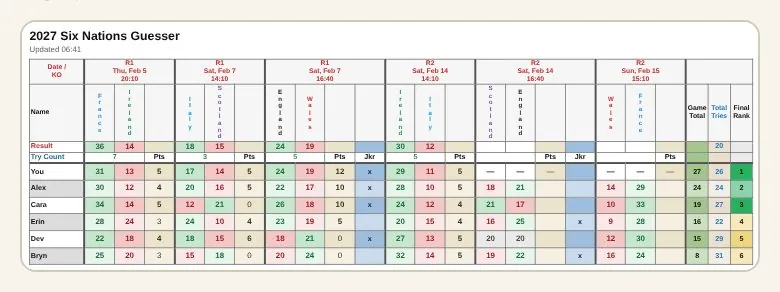 2027 Six Nations Guesser
Updated 06:41
Date / KO R1 Thu, Feb 5 20:10 R1 Sat, Feb 7 14:10 R1 Sat, Feb 7 16:40 R2 Sat, Feb 14 14:10 R2 Sat, Feb 14 16:40 R2 Sun, Feb 15 15:10
Name France Ireland Italy Scotland England Wales Ireland Italy Scotland England Wales France Game Total Total Tries Final Rank
Result 36 14 18 15 24 19 30 12 20
Try Count 7 Pts 3 Pts 5 Pts Jkr 5 Pts Pts Jkr Pts
You 31 13 5 17 14 5 24 19 12 x 29 11 5 — — — — — — 27 26 1
Alex 30 12 4 20 16 5 22 17 10 x 28 10 5 18 21 14 29 24 24 2
Cara 34 14 5 12 21 0 26 18 10 x 24 12 4 21 17 10 33 19 27 3
Erin 28 24 3 24 10 4 23 19 5 20 15 4 16 25 x 9 28 16 22 4
Dev 22 18 4 18 15 6 18 21 0 x 27 13 5 20 20 12 30 15 29 5
Bryn 25 20 3 15 18 0 20 24 0 32 14 5 19 22 x 16 24 8 31 6